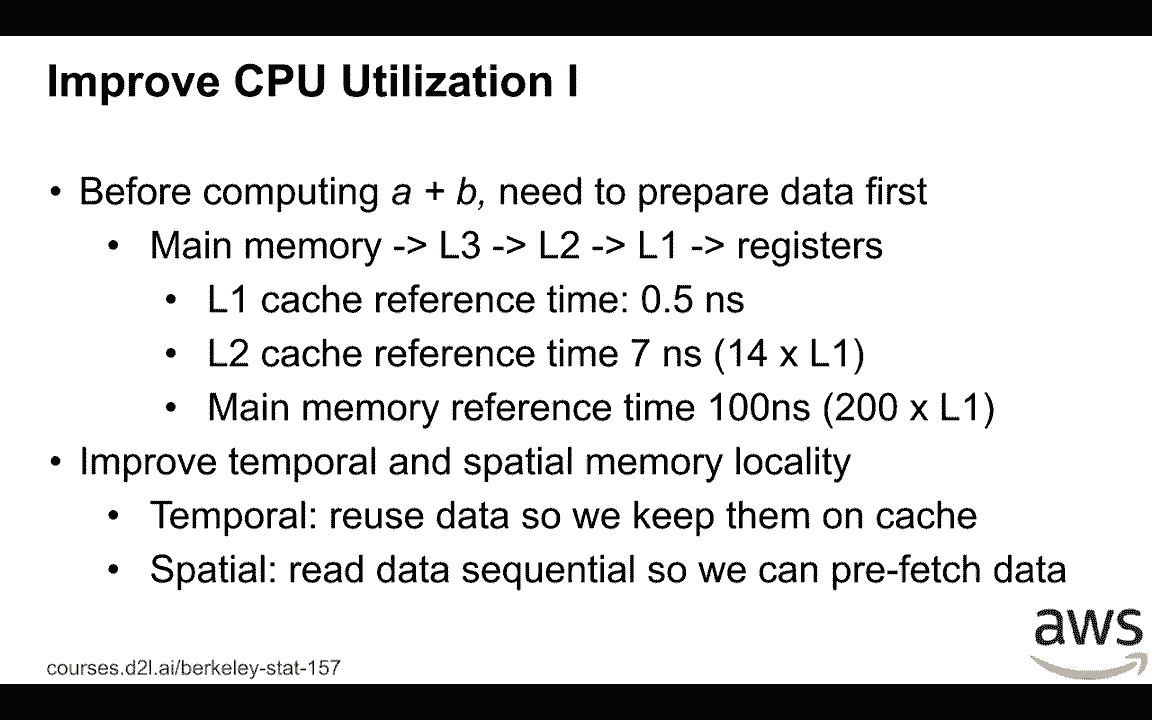 Improve CPU Utilization I
• Before computing a + b, need to prepare data first
• Main memory -> L3 -> L2 -> L1 -> registers
• L1 cache reference time: 0.5 ns
• L2 cache reference time 7 ns (14 x L1)
• Main memory reference time 100ns (200 x L1)
• Improve temporal and spatial memory locality
• Temporal: reuse data so we keep them on cache
• Spatial: read data sequential so we can pre-fetch data
courses.d2l.ai/berkeley-stat-157
aws